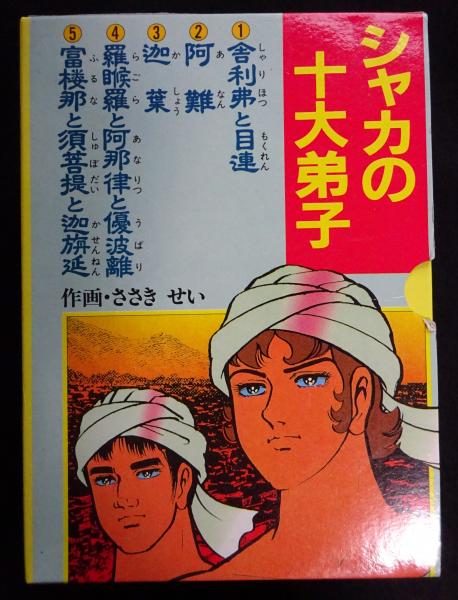 シャカの
十大弟子
①舎利弗と目連
しゃりほつ もくれん
②阿難
あなん
③迦葉
かしょう
④羅睺羅と阿那律と優波離
らごら あなりつ うばり
⑤富楼那と須菩提と迦旃延
ふるな しゅぼだい かせんねん
作画・ささき せい